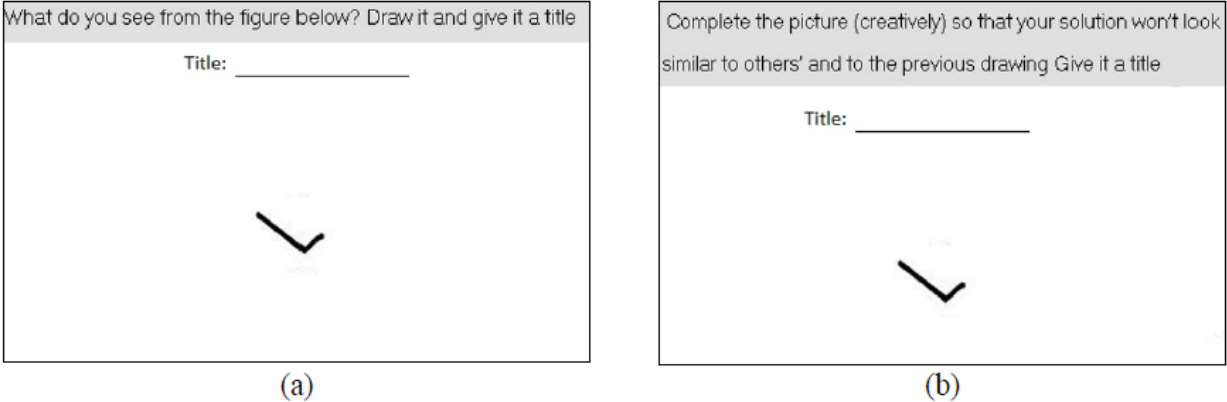 What do you see from the figure below? Draw it and give it a title
Title:
(a)
Complete the picture (creatively) so that your solution won't look
similar to others' and to the previous drawing Give it a title
Title:
(b)